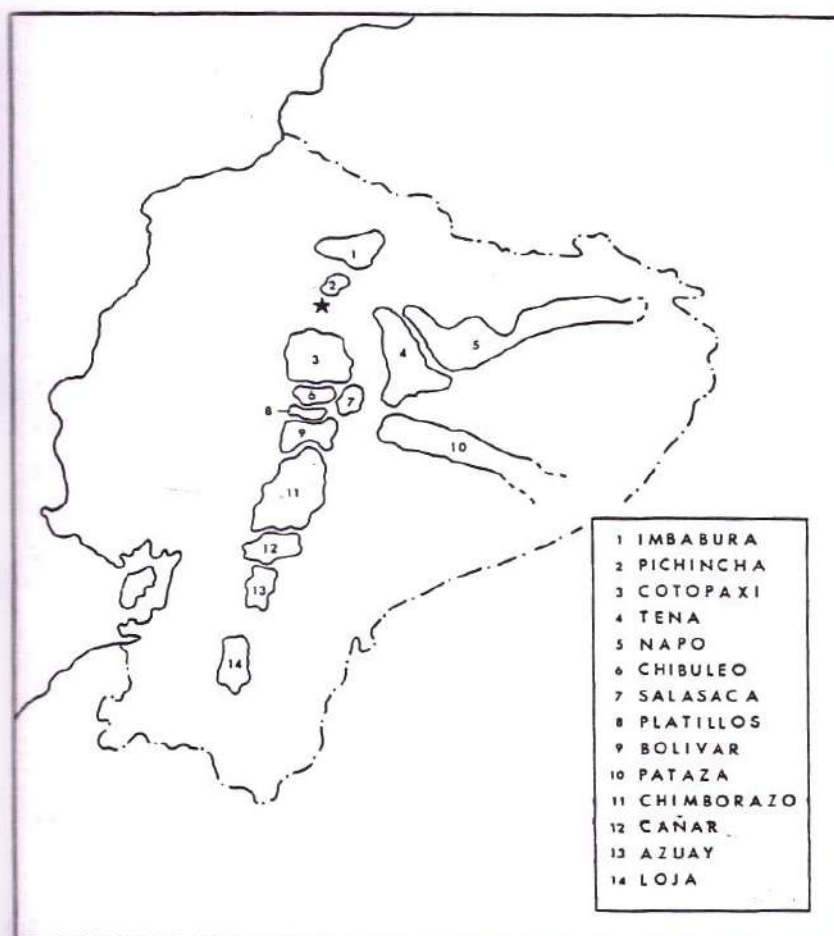 1
2
3
4
5
6
7
8
9
10
11
12
13
14
1 IMBABURA
2 PICHINCHA
3 COTOPAXI
4 TENA
5 NAPO
6 CHIBULEO
7 SALASACA
8 PLATILLOS
9 BOLIVAR
10 PATAZA
11 CHIMBORAZO
12 CAÑAR
13 AZUAY
14 LOJA